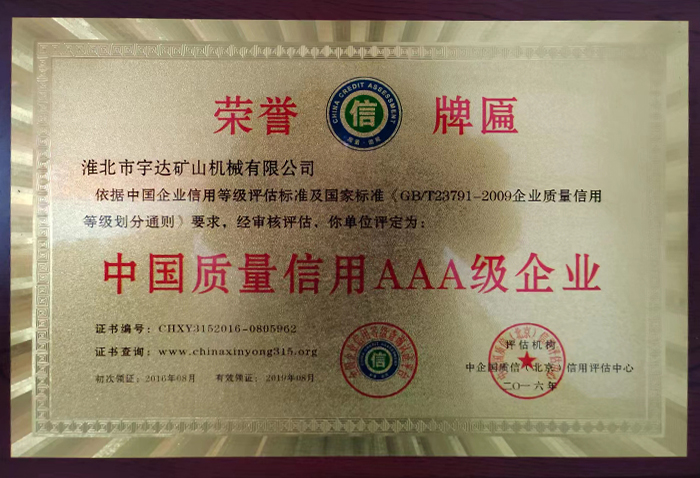 荣誉 牌匾
CHINA CREDIT ASSESSMENT
信
淮北市宇达矿山机械有限公司
依据中国企业信用等级评估标准及国家标准《GB/T23791-2009企业质量信用
等级划分通则》要求，经审核评估，你单位评定为：
中国质量信用AAA级企业
证书编号：CHXY3152016-0805962
证书查询：www.chinaxinyong315.org
初次领证：2016年08月 有效领证：2019年08月
信
评估机构
中企国质信（北京）信用评估中心
二〇一六年